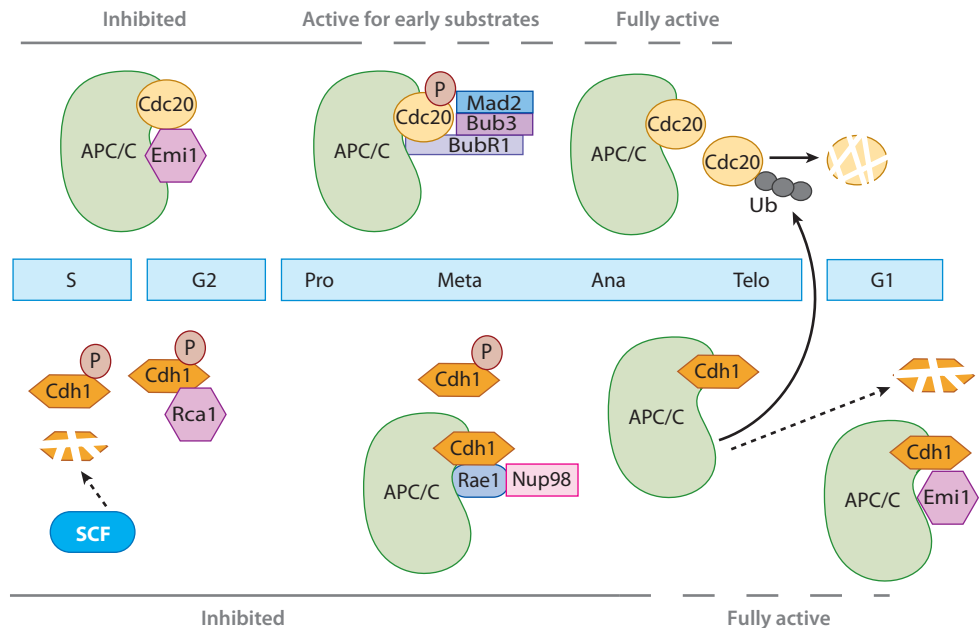 Inhibited
Active for early substrates
Fully active
APC/C
Cdc20
Emi1
APC/C
P
Cdc20
Mad2
Bub3
BubR1
APC/C
Cdc20
Cdc20
Ub
S
G2
Pro
Meta
Ana
Telo
G1
P
Cdh1
SCF
P
Cdh1
Rca1
P
Cdh1
APC/C
Cdh1
Rae1
Nup98
APC/C
Cdh1
APC/C
Cdh1
Emi1
Inhibited
Fully active